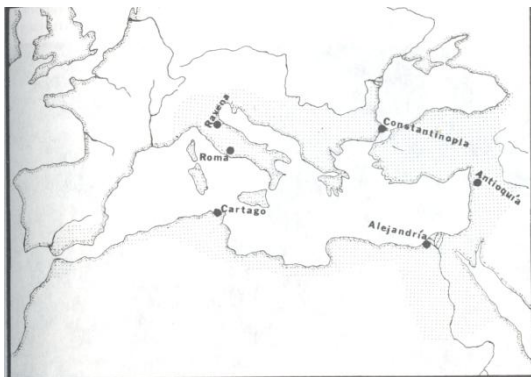 Ravena
Constantinopla
Roma
Antioquía
Cartago
Alejandría